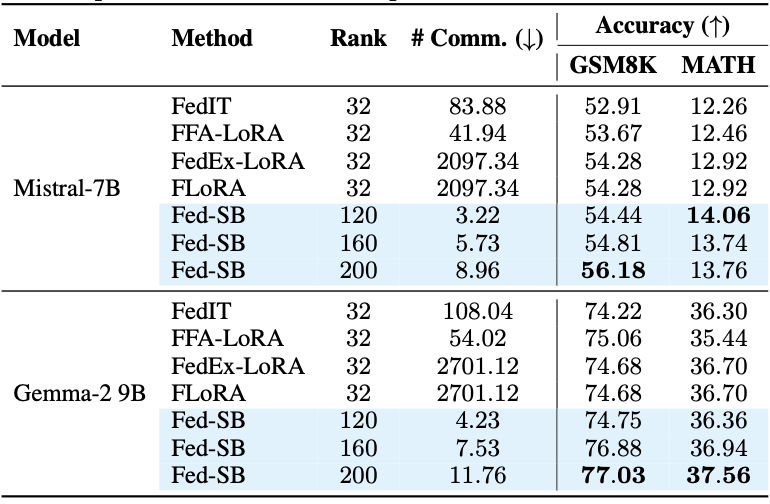 Model Method Rank # Comm. (↓) Accuracy (↑)
GSM8K MATH
FedIT 32 83.88 52.91 12.26
FFA-LoRA 32 41.94 53.67 12.46
FedEx-LoRA 32 2097.34 54.28 12.92
Mistral-7B FLoRA 32 2097.34 54.28 12.92
Fed-SB 120 3.22 54.44 14.06
Fed-SB 160 5.73 54.81 13.74
Fed-SB 200 8.96 56.18 13.76
FedIT 32 108.04 74.22 36.30
FFA-LoRA 32 54.02 75.06 35.44
FedEx-LoRA 32 2701.12 74.68 36.70
Gemma-2 9B FLoRA 32 2701.12 74.68 36.70
Fed-SB 120 4.23 74.75 36.36
Fed-SB 160 7.53 76.88 36.94
Fed-SB 200 11.76 77.03 37.56